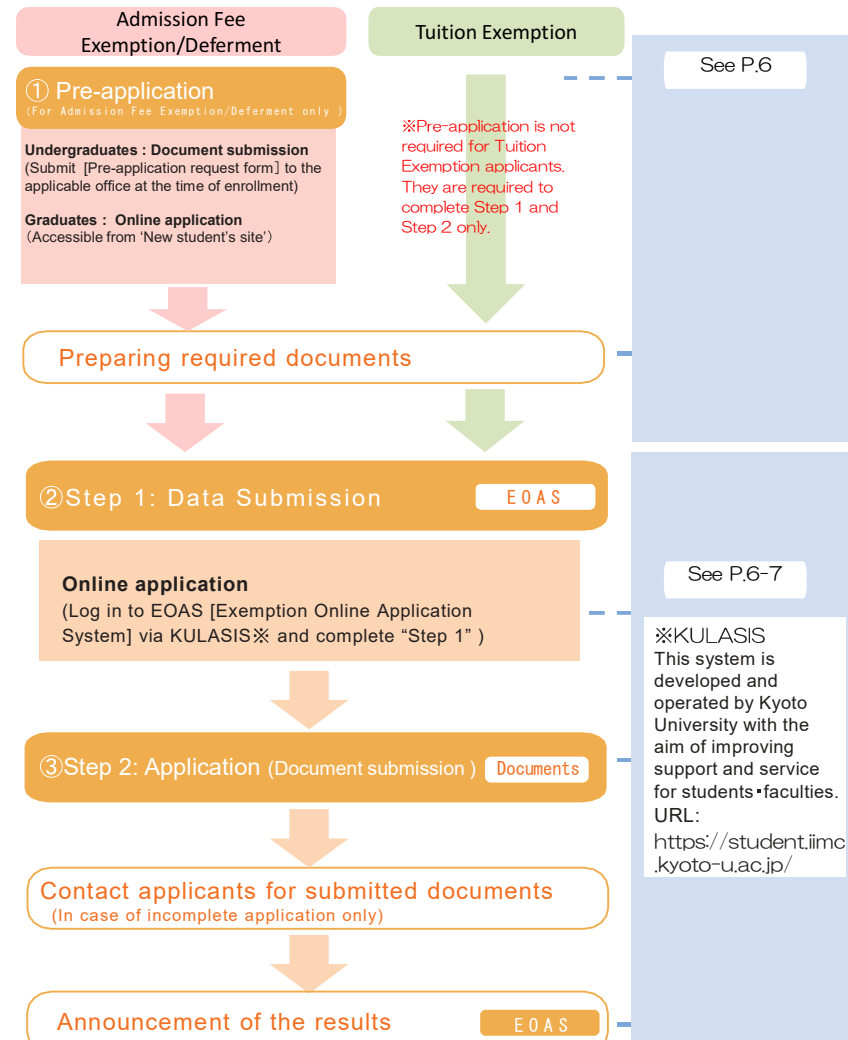 Admission Fee
Exemption/Deferment
Tuition Exemption
See P.6
① Pre-application
(For Admission Fee Exemption/Deferment only )
Undergraduates : Document submission
(Submit [Pre-application request form] to the
applicable office at the time of enrollment)
Graduates : Online application
(Accessible from ‘New student’s site’)
※Pre-application is not
required for Tuition
Exemption applicants.
They are required to
complete Step 1 and
Step 2 only.
Preparing required documents
②Step 1: Data Submission
EOAS
Online application
(Log in to EOAS [Exemption Online Application
System] via KULASIS※ and complete “Step 1” )
See P.6-7
※KULASIS
This system is
developed and
operated by Kyoto
University with the
aim of improving
support and service
for students・faculties.
URL:
https://student.iimc
.kyoto-u.ac.jp/
③Step 2: Application (Document submission )
Documents
Contact applicants for submitted documents
(In case of incomplete application only)
Announcement of the results
EOAS